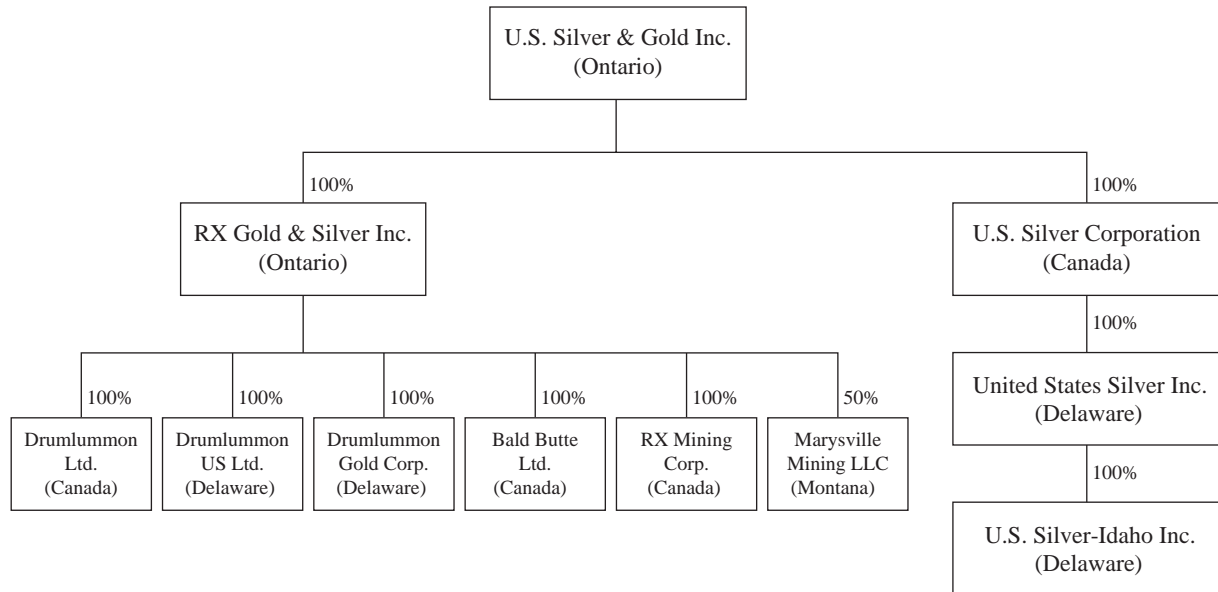 U.S. Silver & Gold Inc.
(Ontario)
100%
100%
RX Gold & Silver Inc.
(Ontario)
U.S. Silver Corporation
(Canada)
100%
United States Silver Inc.
(Delaware)
100%
100%
100%
100%
100%
50%
Drumlummon
Ltd.
(Canada)
Drumlummon
US Ltd.
(Delaware)
Drumlummon
Gold Corp.
(Delaware)
Bald Butte
Ltd.
(Canada)
RX Mining
Corp.
(Canada)
Marysville
Mining LLC
(Montana)
100%
U.S. Silver-Idaho Inc.
(Delaware)